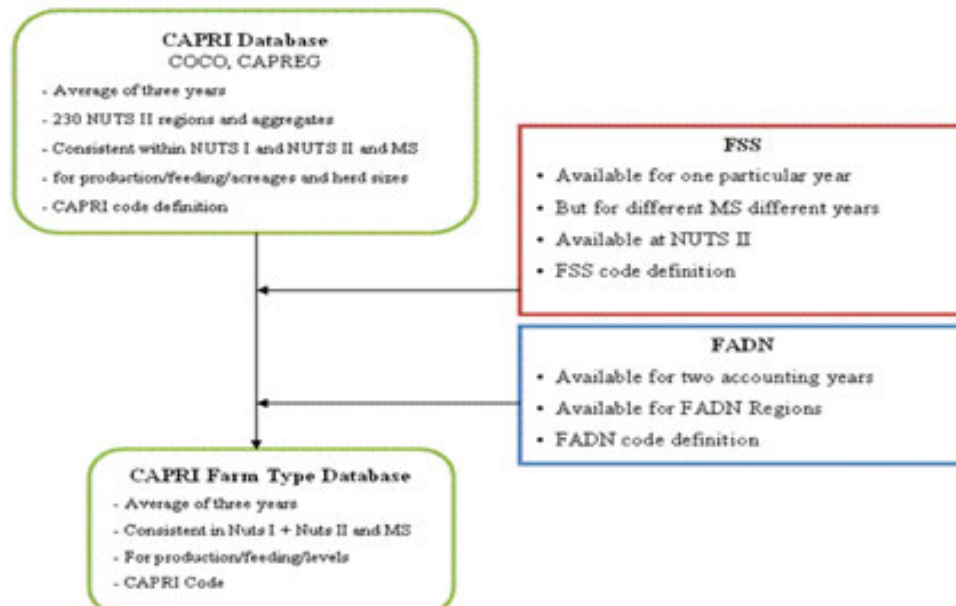 CAPRI Database
COCO, CAPREG
- Average of three years
- 230 NUTS II regions and aggregates
- Consistent within NUTS I and NUTS II and MS
- for production/feeding/acreages and herd sizes
- CAPRI code definition
FSS
• Available for one particular year
• But for different MS different years
• Available at NUTS II
• FSS code definition
FADN
• Available for two accounting years
• Available for FADN Regions
• FADN code definition
CAPRI Farm Type Database
- Average of three years
- Consistent in Nuts I + Nuts II and MS
- For production/feeding/levels
- CAPRI Code